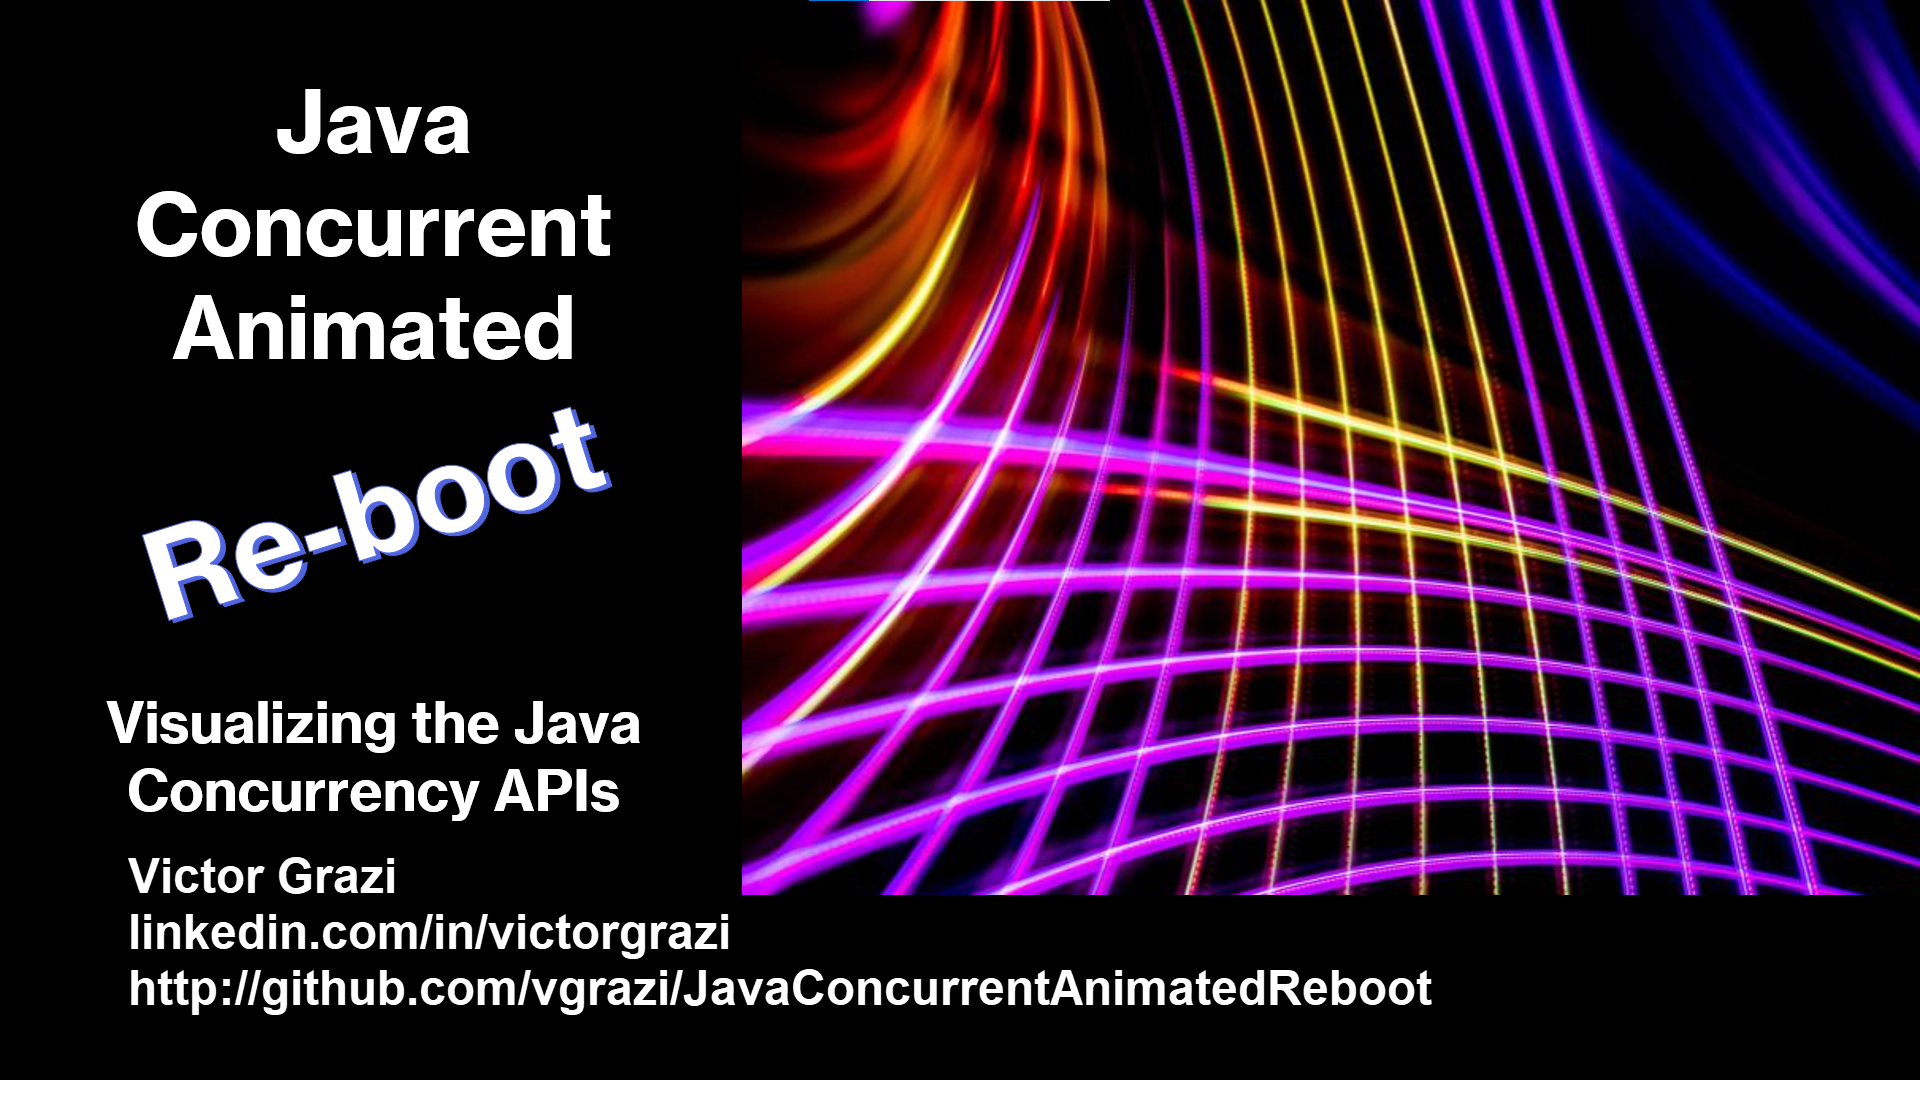 Java
Concurrent
Animated
Re-boot
Visualizing the Java
Concurrency APIs
Victor Grazi
linkedin.com/in/victorgrazi
http://github.com/vgrazi/JavaConcurrentAnimatedReboot